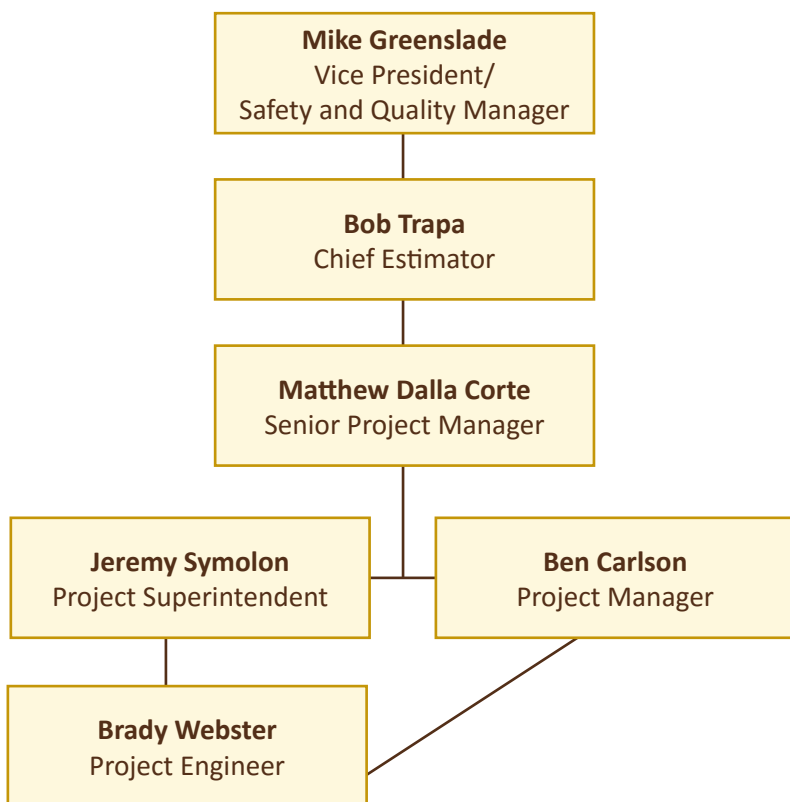 Mike Greenslade
Vice President/
Safety and Quality Manager
Bob Trapa
Chief Estimator
Matthew Dalla Corte
Senior Project Manager
Jeremy Symolon
Project Superintendent
Ben Carlson
Project Manager
Brady Webster
Project Engineer